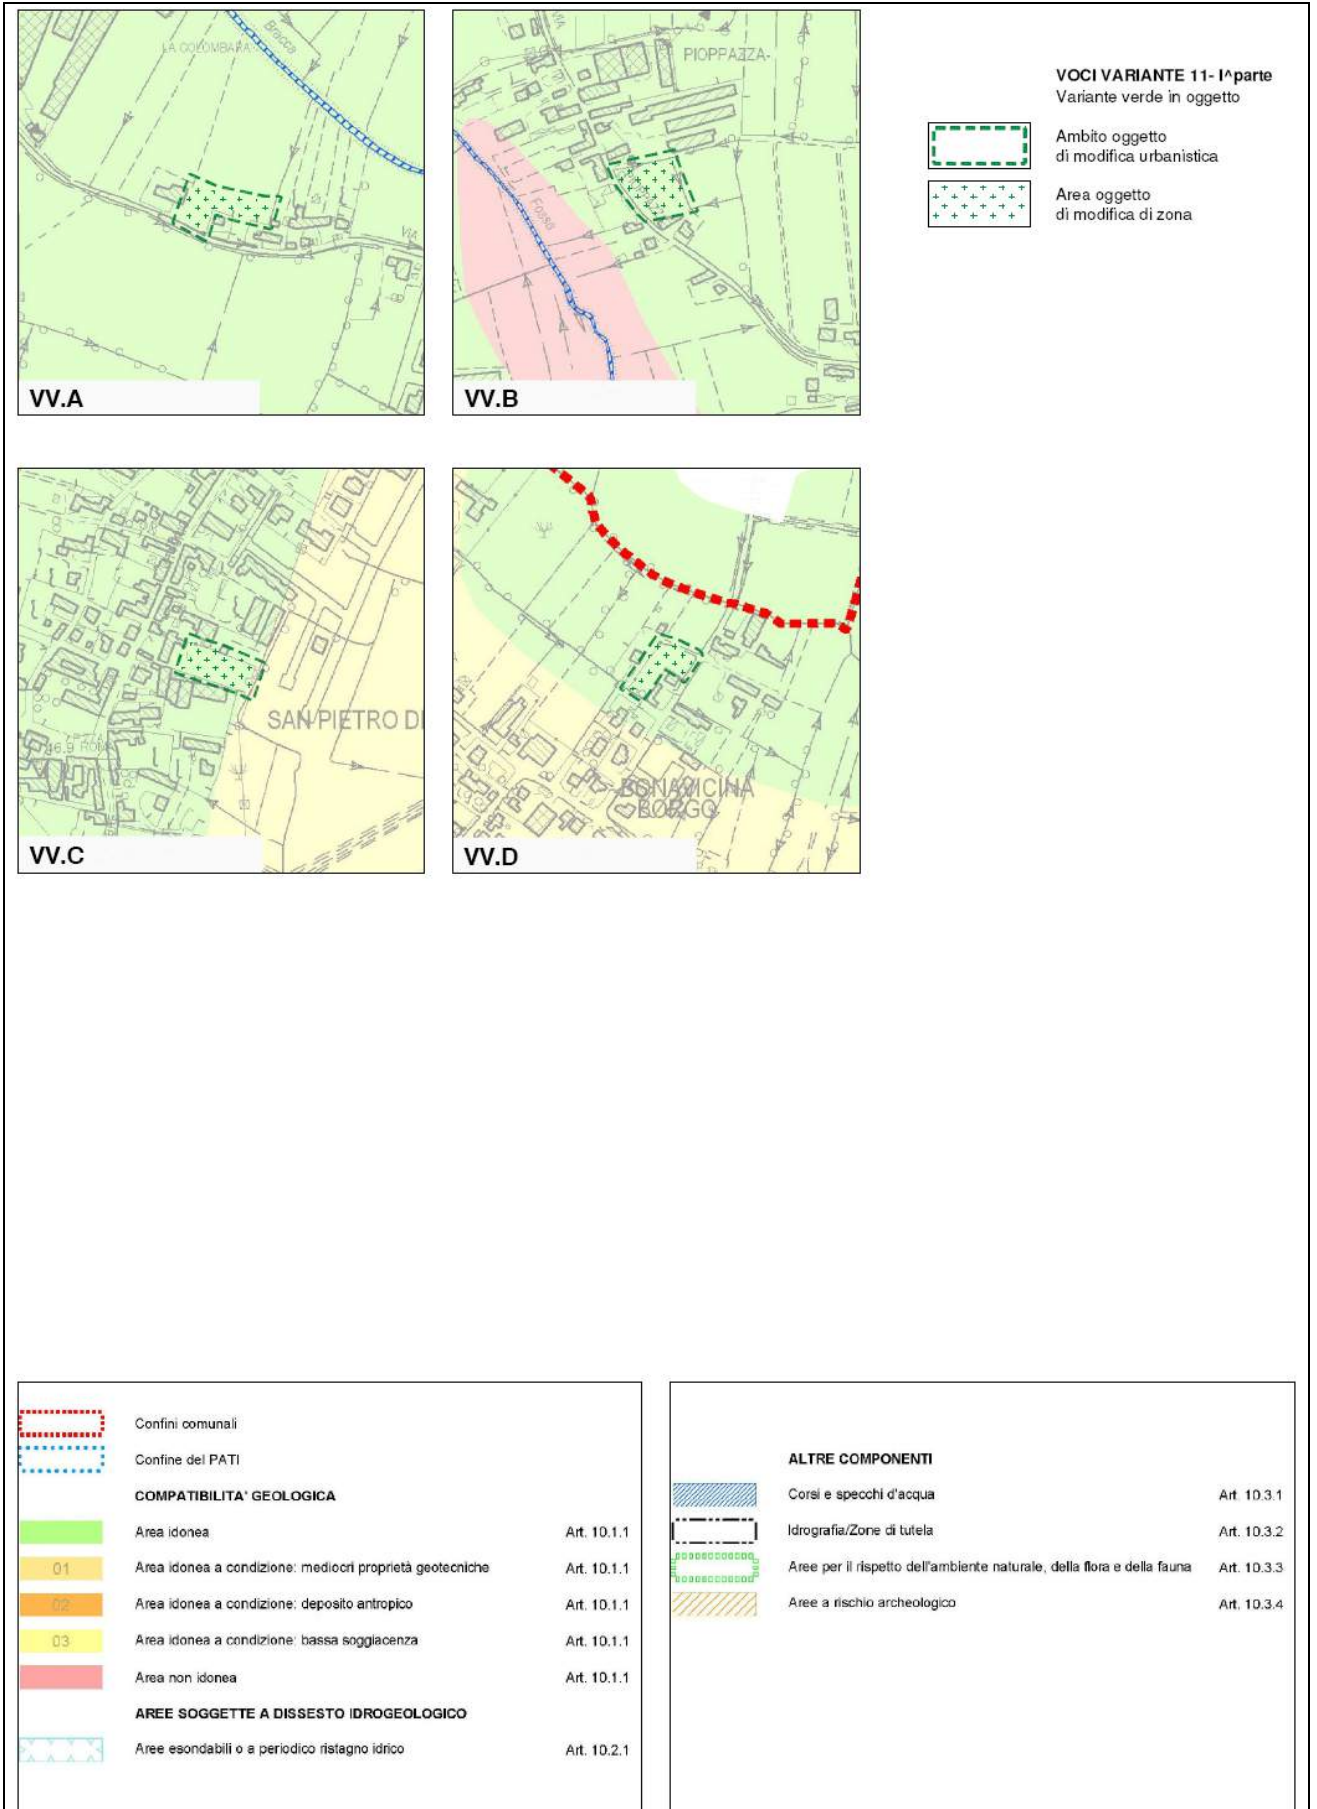 LA COLOMBARA
Bracca
VIA
VV.A
VIA
PIOPPAZZA
Fosso
VV.B
VOCI VARIANTE 11- I^parte
Variante verde in oggetto
Ambito oggetto
di modifica urbanistica
Area oggetto
di modifica di zona
SAN PIETRO DI
46.9
VV.C
BONAVICINA
BORGO
VV.D
Confini comunali
Confine del PATI
COMPATIBILITA' GEOLOGICA
Area idonea Art. 10.1.1
01 Area idonea a condizione: mediocri proprietà geotecniche Art. 10.1.1
02 Area idonea a condizione: deposito antropico Art. 10.1.1
03 Area idonea a condizione: bassa soggiacenza Art. 10.1.1
Area non idonea Art. 10.1.1
AREE SOGGETTE A DISSESTO IDROGEOLOGICO
Aree esondabili o a periodico ristagno idrico Art. 10.2.1
ALTRE COMPONENTI
Corsi e specchi d'acqua Art. 10.3.1
Idrografia/Zone di tutela Art. 10.3.2
Aree per il rispetto dell'ambiente naturale, della flora e della fauna Art. 10.3.3
Aree a rischio archeologico Art. 10.3.4